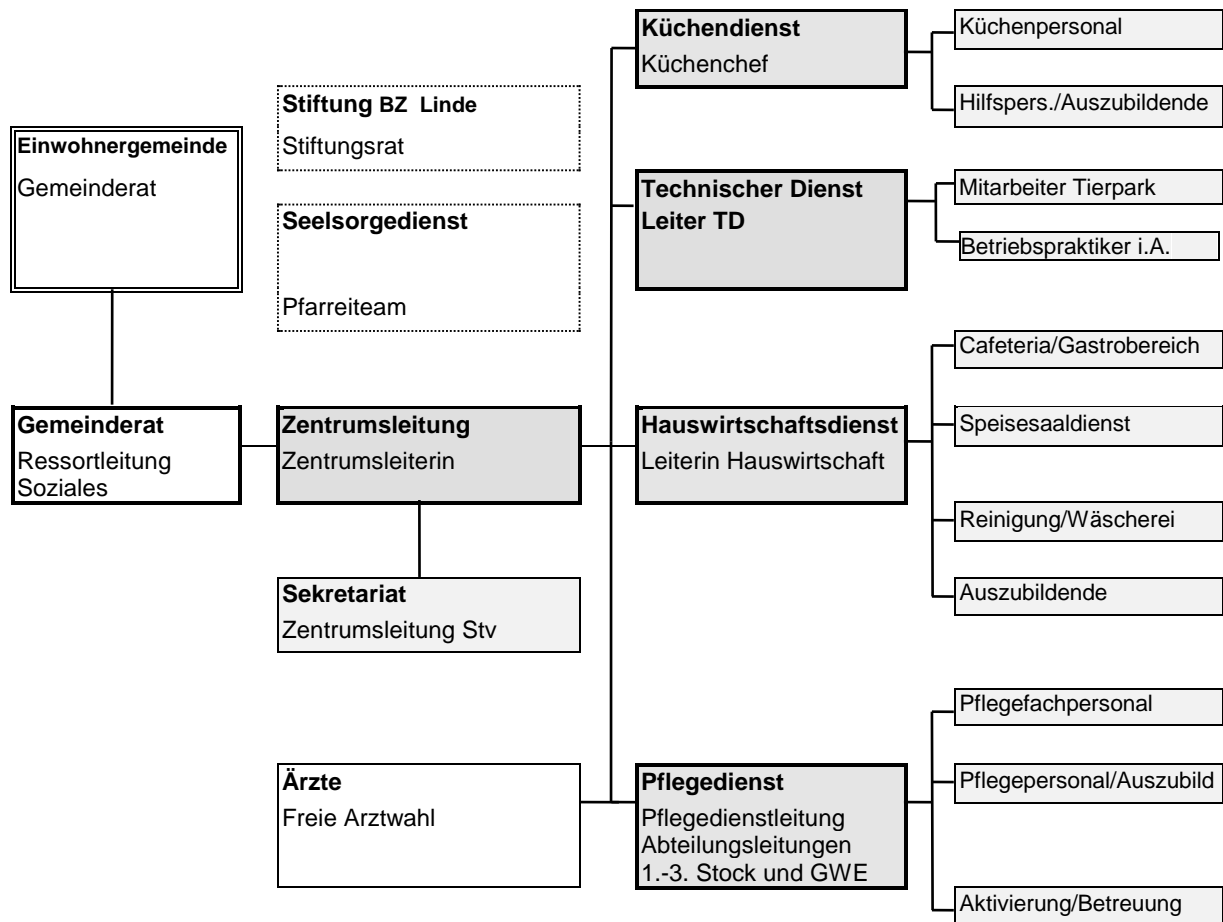 Küchendienst
Küchenchef
Küchenpersonal
Hilfspers./Auszubildende
Stiftung BZ Linde
Stiftungsrat
Einwohnergemeinde
Gemeinderat
Seelsorgedienst
Pfarreiteam
Technischer Dienst
Leiter TD
Mitarbeiter Tierpark
Betriebspraktiker i.A.
Gemeinderat
Ressortleitung
Soziales
Zentrumsleitung
Zentrumsleiterin
Hauswirtschaftsdienst
Leiterin Hauswirtschaft
Cafeteria/Gastrobereich
Speisesaaldienst
Reinigung/Wäscherei
Auszubildende
Sekretariat
Zentrumsleitung Stv
Ärzte
Freie Arztwahl
Pflegedienst
Pflegedienstleitung
Abteilungsleitungen
1.-3. Stock und GWE
Pflegefachpersonal
Pflegepersonal/Auszubild
Aktivierung/Betreuung